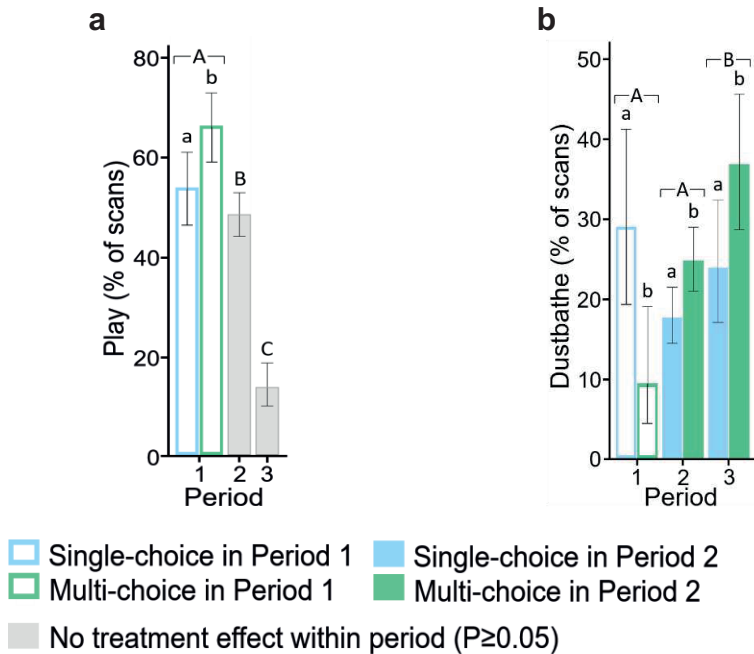 a
80
60
40
20
0
Play (% of scans)
A
a
b
B
C
1 2 3
Period
b
50
40
30
20
10
0
Dustbathe (% of scans)
A
a
b
A
a
b
B
a
b
1 2 3
Period
Single-choice in Period 1
Multi-choice in Period 1
Single-choice in Period 2
Multi-choice in Period 2
No treatment effect within period (P≥0.05)